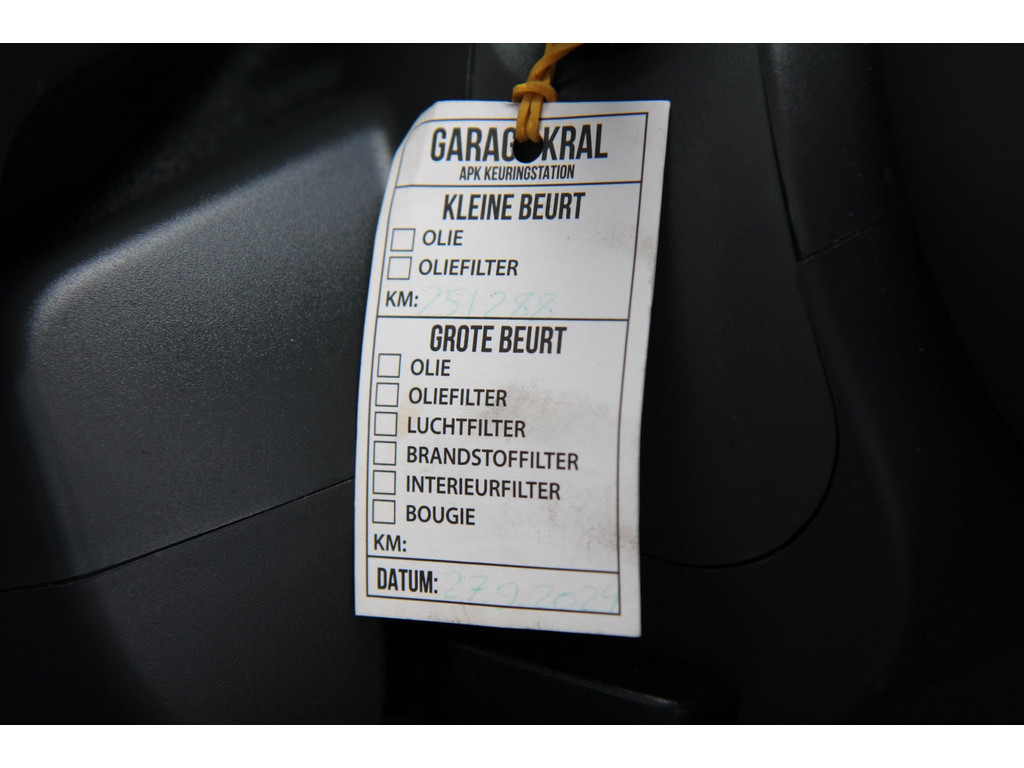 GARAGE KRAL
APK KEURINGSTATION
KLEINE BEURT
OLIE
OLIEFILTER
KM: 251288
GROTE BEURT
OLIE
OLIEFILTER
LUCHTFILTER
BRANDSTOFFILTER
INTERIEURFILTER
BOUGIE
KM:
DATUM: 27.9.2024